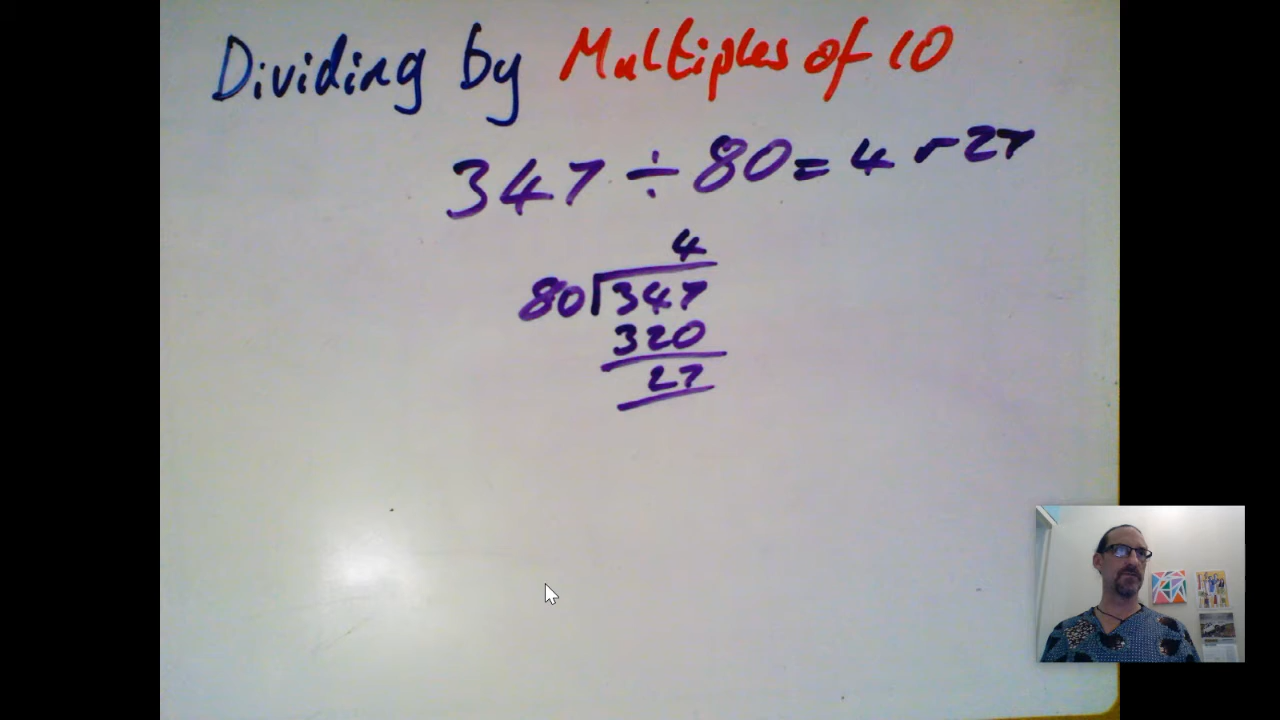 Dividing by Multiples of 10
347 ÷ 80 = 4 r 27
4
80 347
320
27